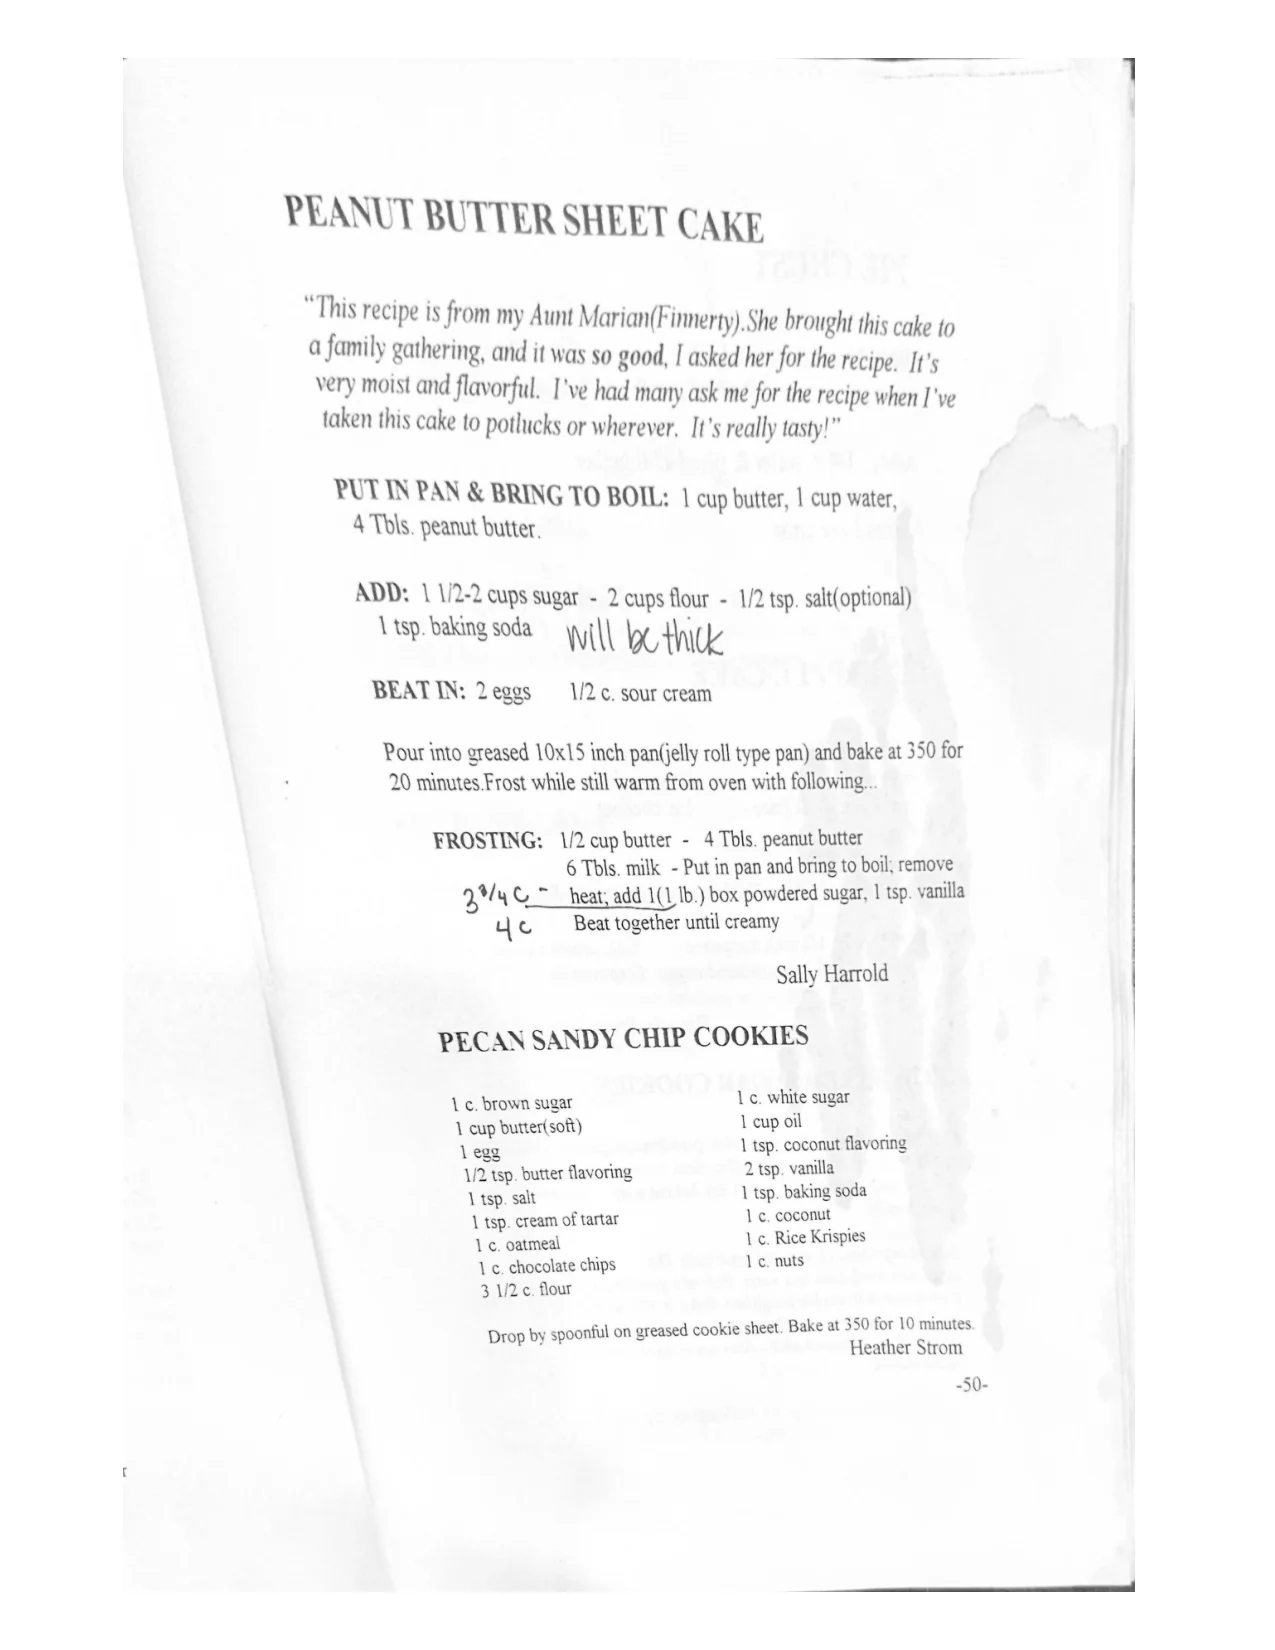 PEANUT BUTTER SHEET CAKE
"This recipe is from my Aunt Marian(Finnerty).She brought this cake to
a family gathering, and it was so good, I asked her for the recipe. It's
very moist and flavorful. I've had many ask me for the recipe when I've
taken this cake to potlucks or wherever. It's really tasty!"
PUT IN PAN & BRING TO BOIL: 1 cup butter, 1 cup water,
4 Tbls. peanut butter.
ADD: 1 1/2-2 cups sugar - 2 cups flour - 1/2 tsp. salt(optional)
1 tsp. baking soda will be thick
BEAT IN: 2 eggs 1/2 c. sour cream
Pour into greased 10x15 inch pan(jelly roll type pan) and bake at 350 for
20 minutes.Frost while still warm from oven with following...
FROSTING: 1/2 cup butter - 4 Tbls. peanut butter
6 Tbls. milk - Put in pan and bring to boil; remove
3 3/4 C - heat; add 1(1 lb.) box powdered sugar, 1 tsp. vanilla
4 c Beat together until creamy
Sally Harrold
PECAN SANDY CHIP COOKIES
1 c. brown sugar 1 c. white sugar
1 cup butter(soft) 1 cup oil
1 egg 1 tsp. coconut flavoring
1/2 tsp. butter flavoring 2 tsp. vanilla
1 tsp. salt 1 tsp. baking soda
1 tsp. cream of tartar 1 c. coconut
1 c. oatmeal 1 c. Rice Krispies
1 c. chocolate chips 1 c. nuts
3 1/2 c. flour
Drop by spoonful on greased cookie sheet. Bake at 350 for 10 minutes.
Heather Strom
-50-